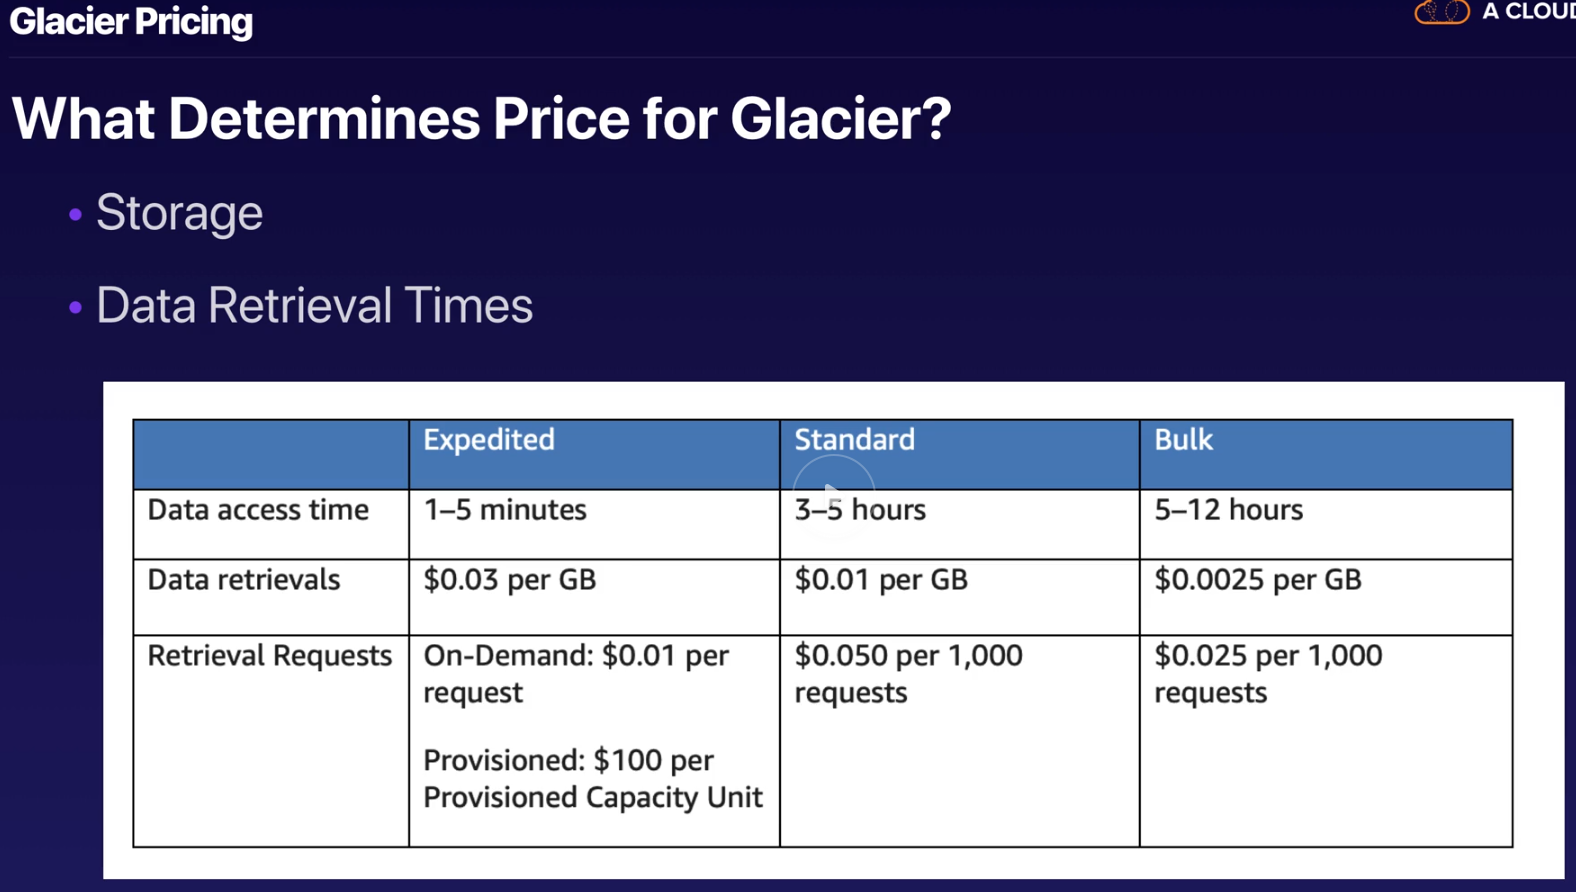 Glacier Pricing
A CLOUD
What Determines Price for Glacier?
• Storage
• Data Retrieval Times
Expedited
Standard
Bulk
Data access time
1–5 minutes
3–5 hours
5–12 hours
Data retrievals
$0.03 per GB
$0.01 per GB
$0.0025 per GB
Retrieval Requests
On-Demand: $0.01 per
request
Provisioned: $100 per
Provisioned Capacity Unit
$0.050 per 1,000
requests
$0.025 per 1,000
requests